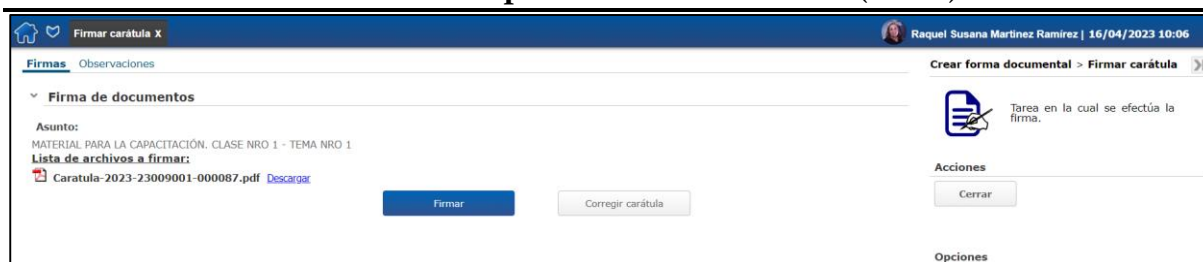 Firmar carátula X
Raquel Susana Martinez Ramírez | 16/04/2023 10:06
Firmas Observaciones
Crear forma documental > Firmar carátula
Firma de documentos
Tarea en la cual se efectúa la
firma.
Asunto:
MATERIAL PARA LA CAPACITACIÓN. CLASE NRO 1 - TEMA NRO 1
Lista de archivos a firmar:
Caratula-2023-23009001-000087.pdf Descargar
Acciones
Firmar
Corregir carátula
Cerrar
Opciones